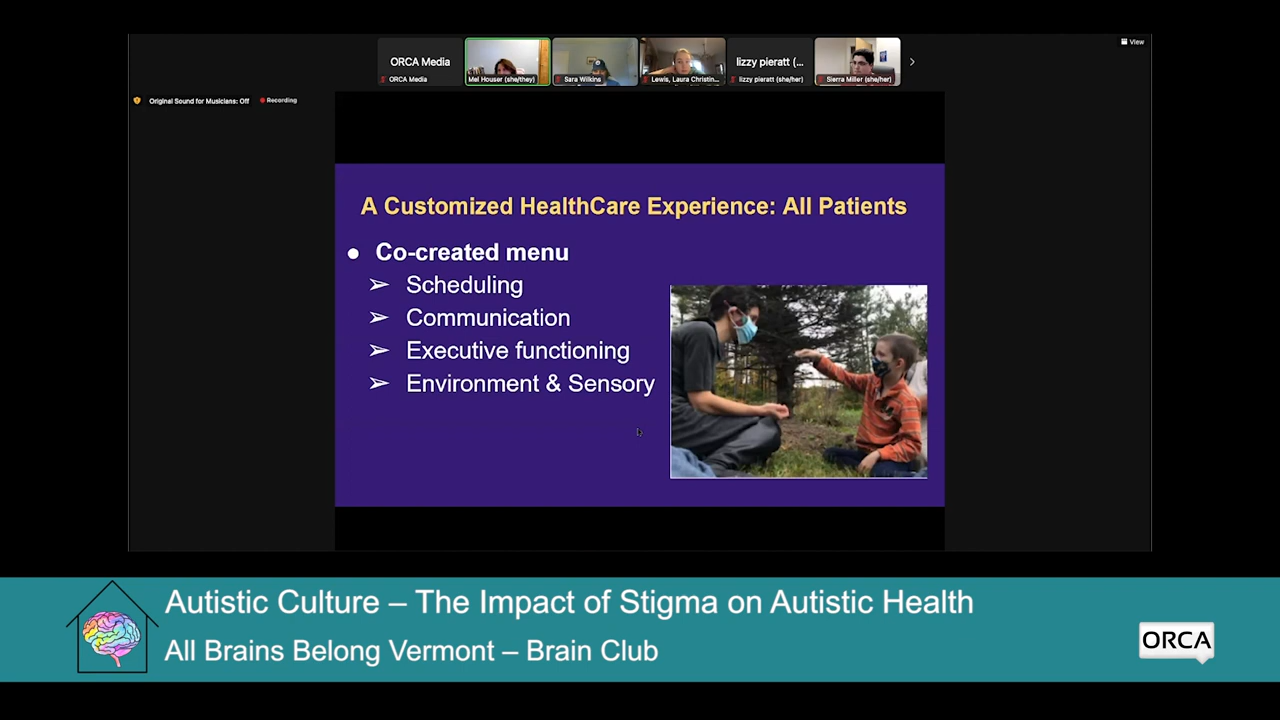 View
ORCA Media
lizzy pieratt (...
ORCA Media
Mel Houser (she/they)
Sara Wilkins
Lewis, Laura Christin...
lizzy pieratt (she/her)
Sierra Miller (she/her)
Original Sound for Musicians: Off
Recording
A Customized HealthCare Experience: All Patients
● Co-created menu
➢ Scheduling
➢ Communication
➢ Executive functioning
➢ Environment & Sensory
Autistic Culture – The Impact of Stigma on Autistic Health
All Brains Belong Vermont – Brain Club
ORCA